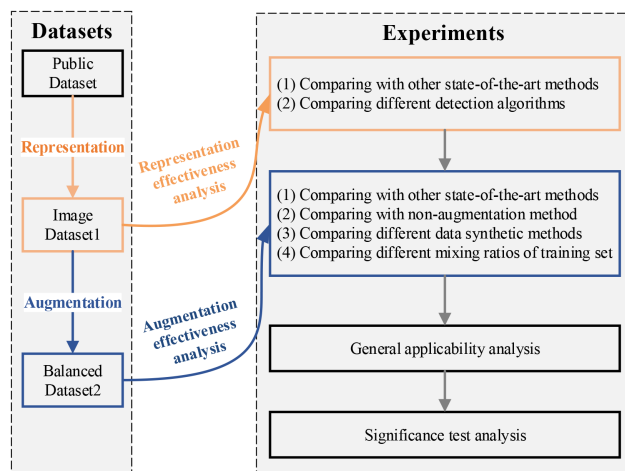 Datasets
Public
Dataset
Representation
Image
Dataset1
Augmentation
Balanced
Dataset2
Representation
effectiveness
analysis
Augmentation
effectiveness
analysis
Experiments
(1) Comparing with other state-of-the-art methods
(2) Comparing different detection algorithms
(1) Comparing with other state-of-the-art methods
(2) Comparing with non-augmentation method
(3) Comparing different data synthetic methods
(4) Comparing different mixing ratios of training set
General applicability analysis
Significance test analysis